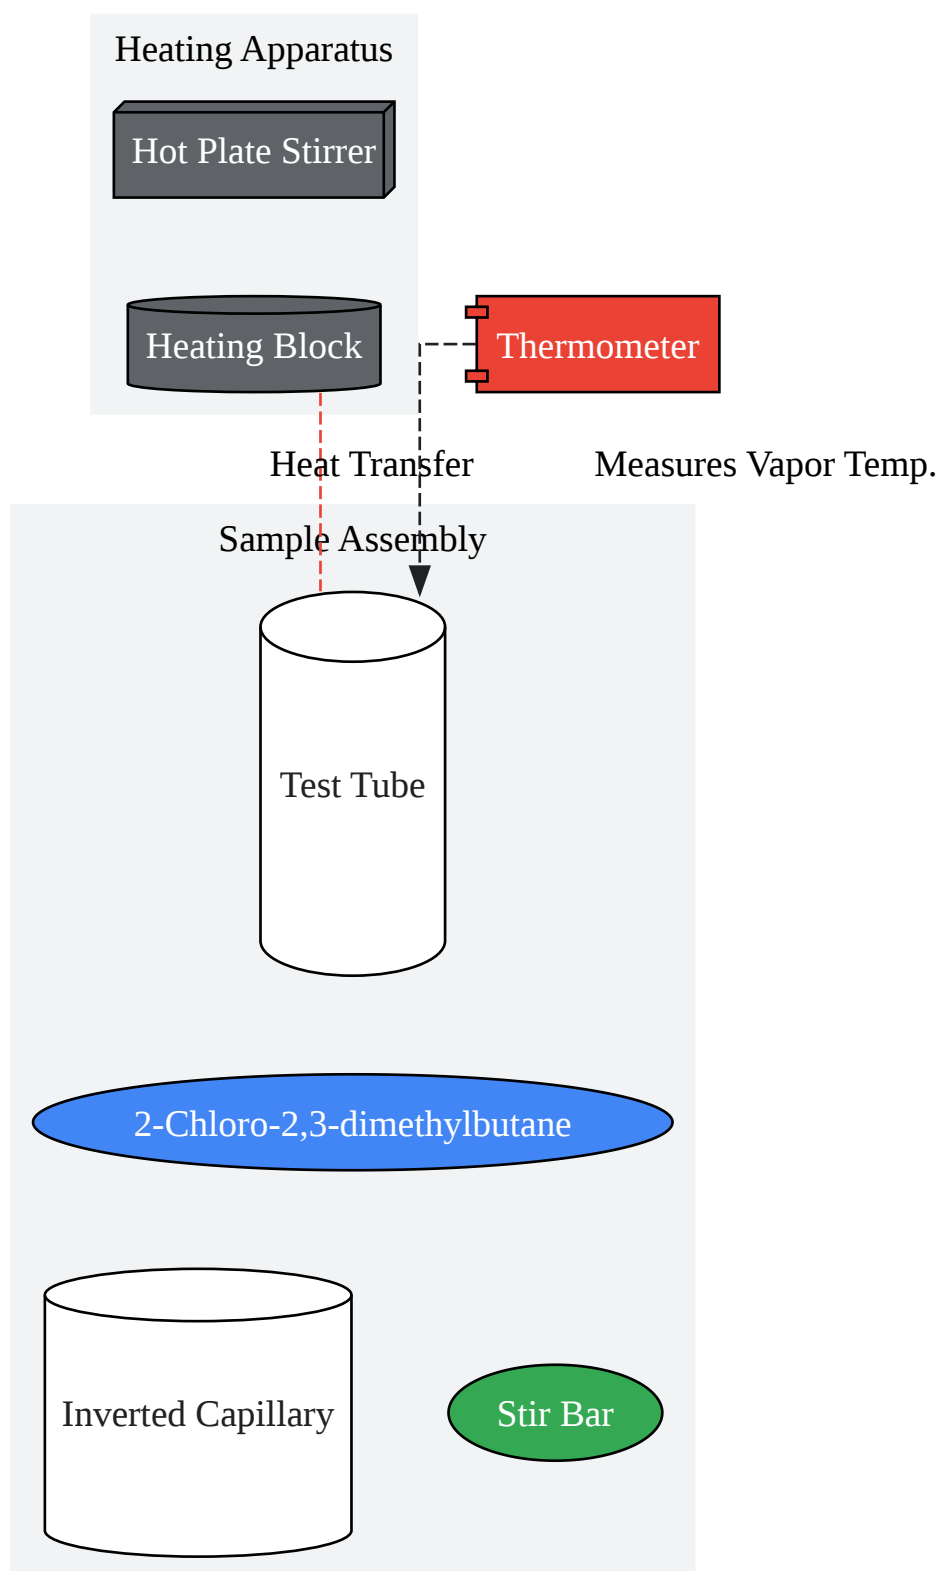 Heating Apparatus
Hot Plate Stirrer
Heating Block
Thermometer
Heat Transfer
Measures Vapor Temp.
Sample Assembly
Test Tube
2-Chloro-2,3-dimethylbutane
Inverted Capillary
Stir Bar